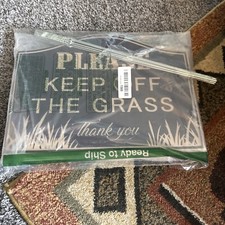 PLEA
KEEP OFF
THE GRASS
thank you
Ready to Ship